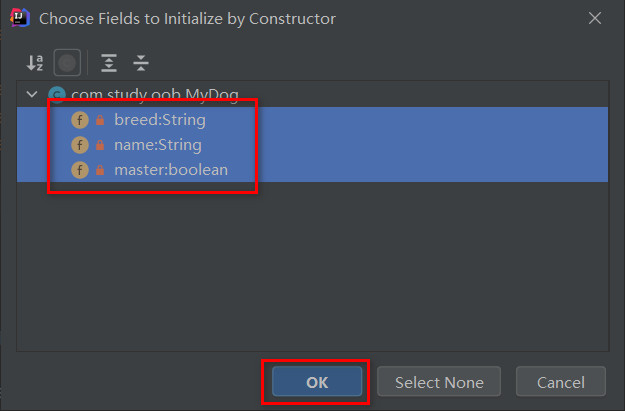 Choose Fields to Initialize by Constructor
com.study.oob.MyDog
breed:String
name:String
master:boolean
OK
Select None
Cancel